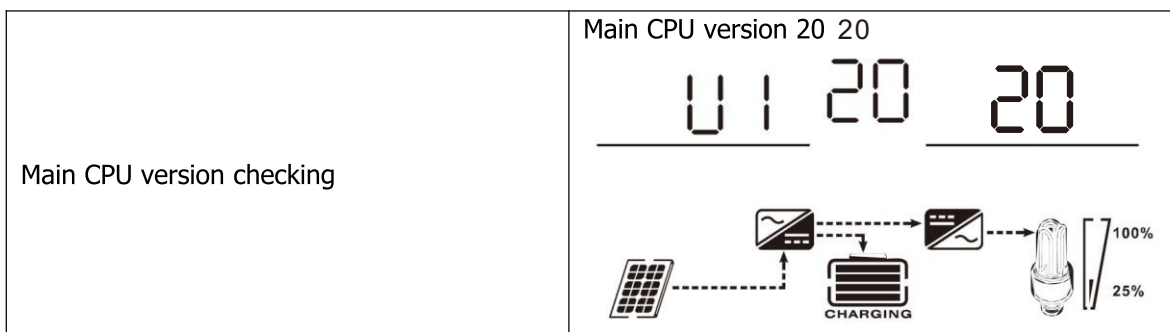 Main CPU version checking
Main CPU version 20 20
U1 20 20
100%
25%
CHARGING